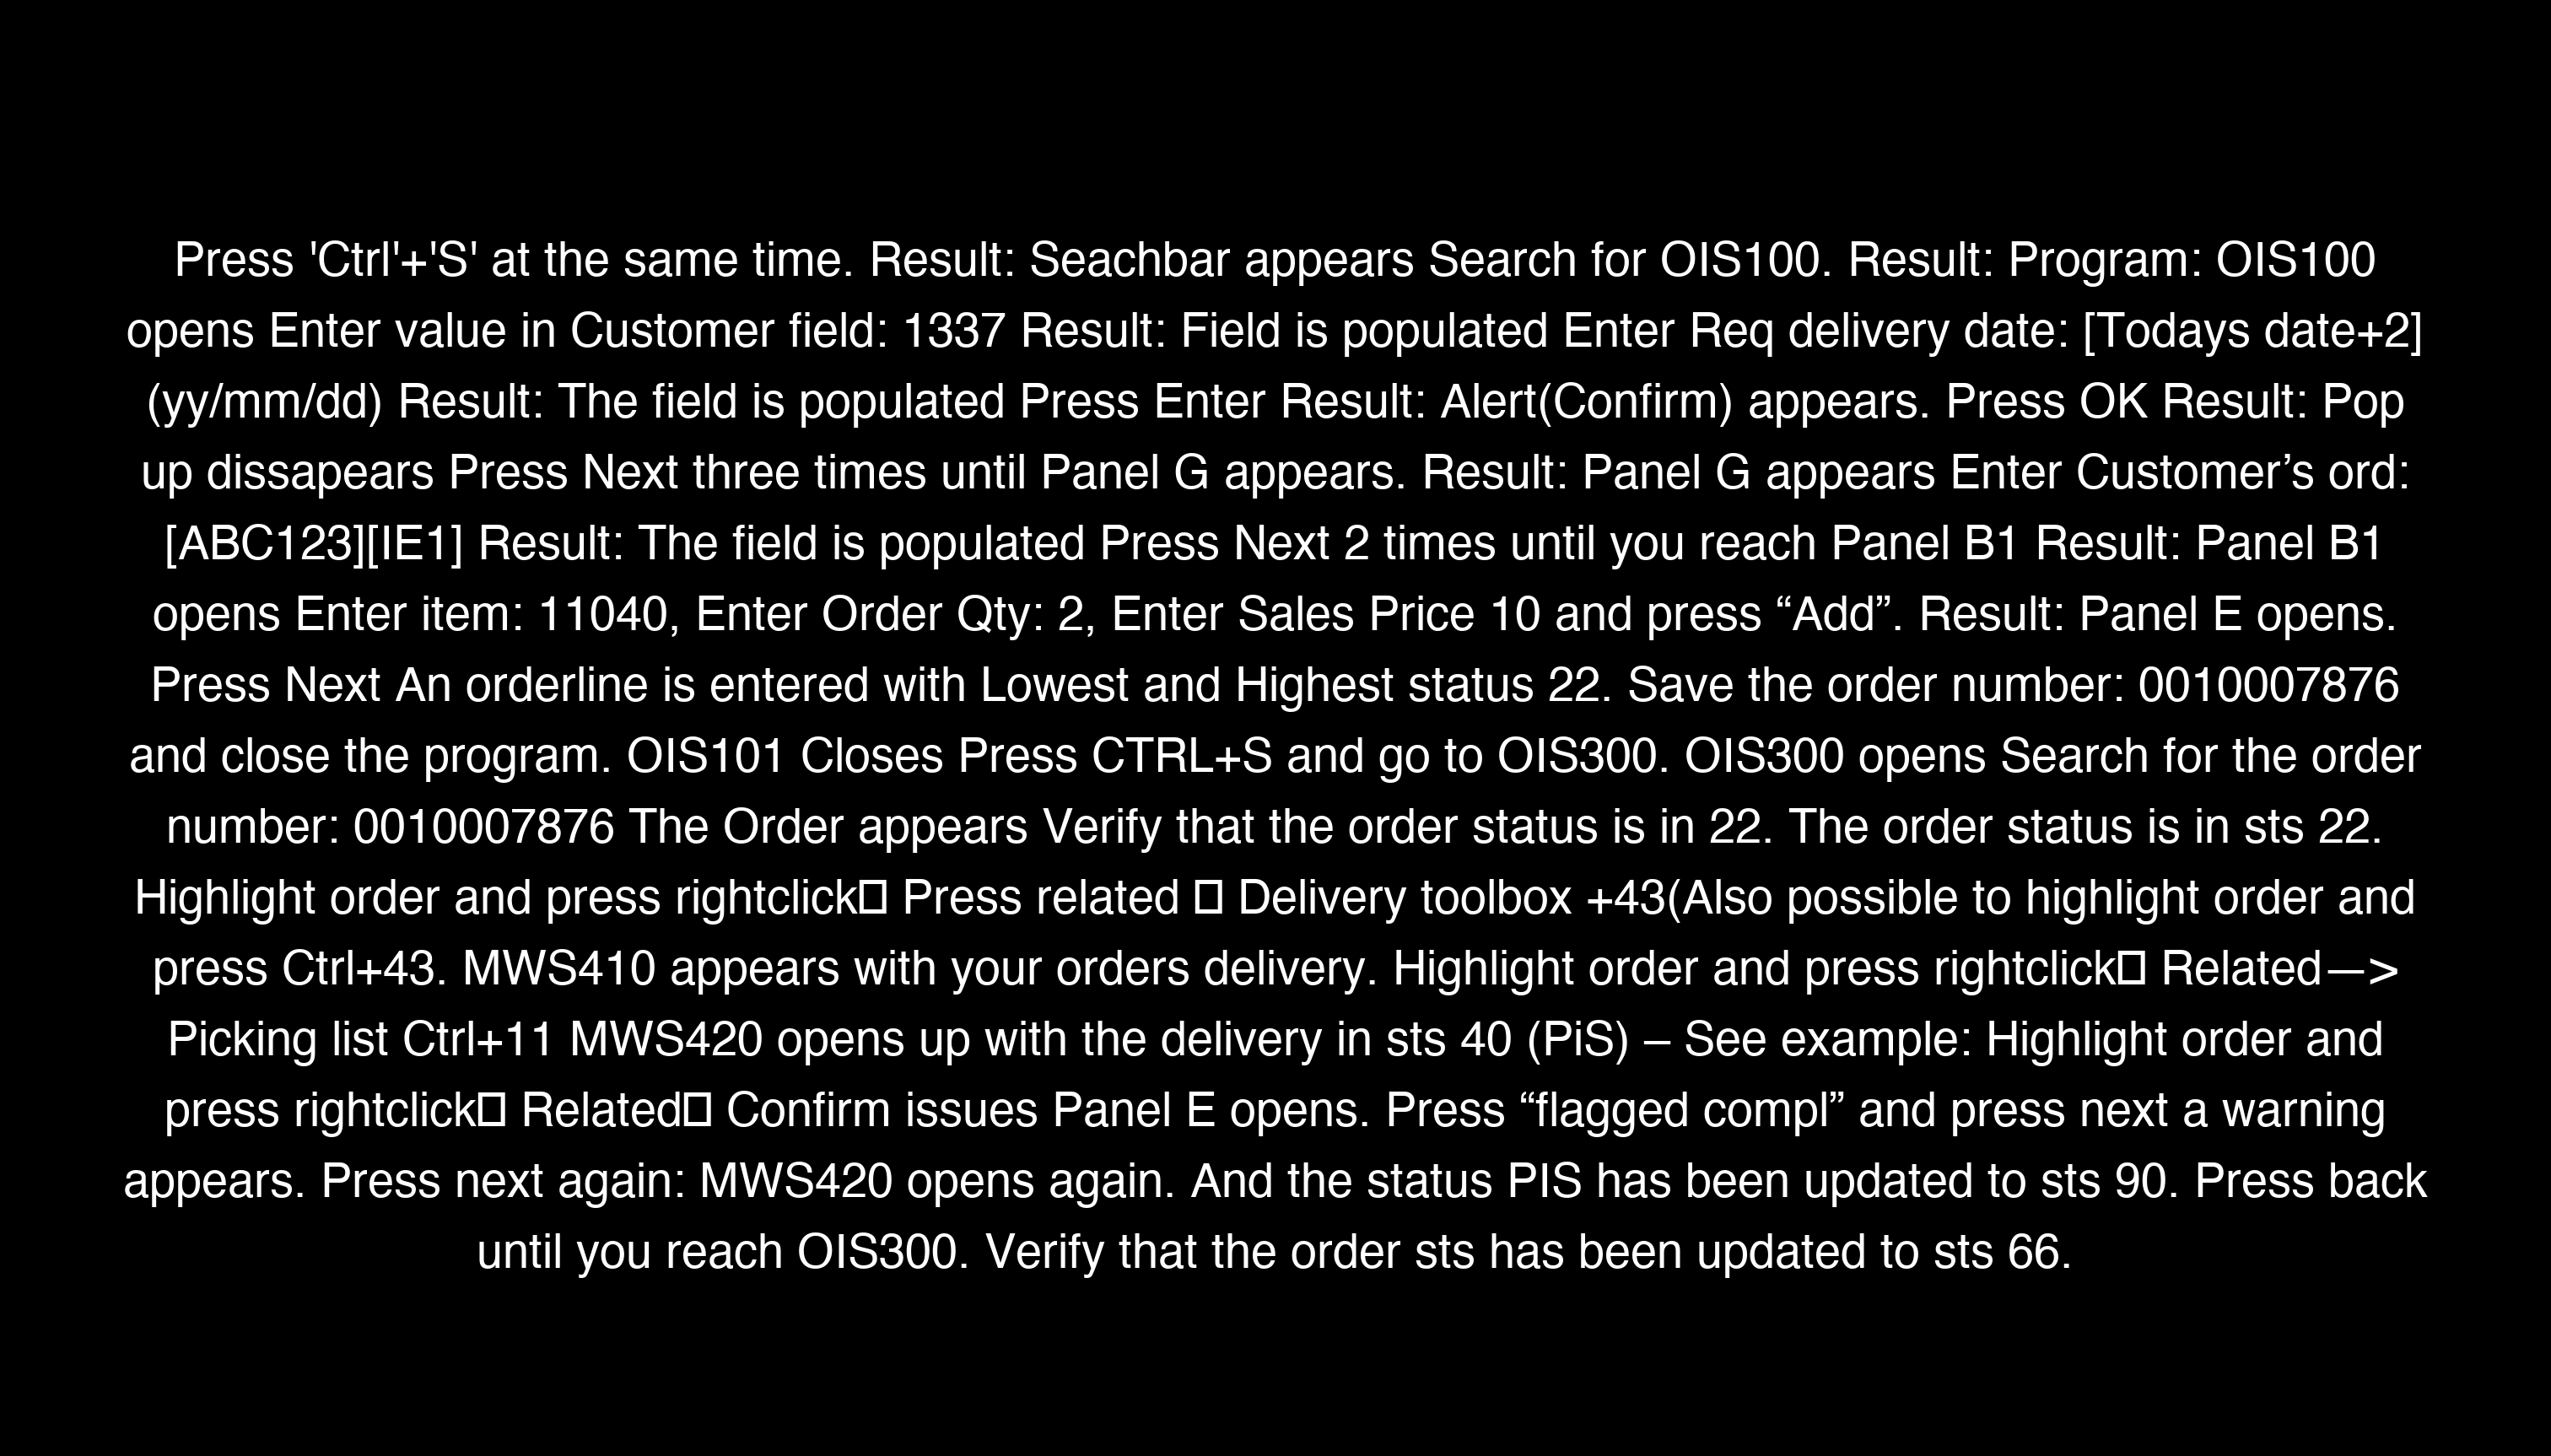 Press 'Ctrl'+'S' at the same time. Result: Seachbar appears Search for OIS100. Result: Program: OIS100
opens Enter value in Customer field: 1337 Result: Field is populated Enter Req delivery date: [Todays date+2]
(yy/mm/dd) Result: The field is populated Press Enter Result: Alert(Confirm) appears. Press OK Result: Pop
up dissapears Press Next three times until Panel G appears. Result: Panel G appears Enter Customer’s ord:
[ABC123][IE1] Result: The field is populated Press Next 2 times until you reach Panel B1 Result: Panel B1
opens Enter item: 11040, Enter Order Qty: 2, Enter Sales Price 10 and press “Add”. Result: Panel E opens.
Press Next An orderline is entered with Lowest and Highest status 22. Save the order number: 0010007876
and close the program. OIS101 Closes Press CTRL+S and go to OIS300. OIS300 opens Search for the order
number: 0010007876 The Order appears Verify that the order status is in 22. The order status is in sts 22.
Highlight order and press rightclick Press related  Delivery toolbox +43(Also possible to highlight order and
press Ctrl+43. MWS410 appears with your orders delivery. Highlight order and press rightclick Related—>
Picking list Ctrl+11 MWS420 opens up with the delivery in sts 40 (PiS) – See example: Highlight order and
press rightclick Related Confirm issues Panel E opens. Press “flagged compl” and press next a warning
appears. Press next again: MWS420 opens again. And the status PIS has been updated to sts 90. Press back
until you reach OIS300. Verify that the order sts has been updated to sts 66.